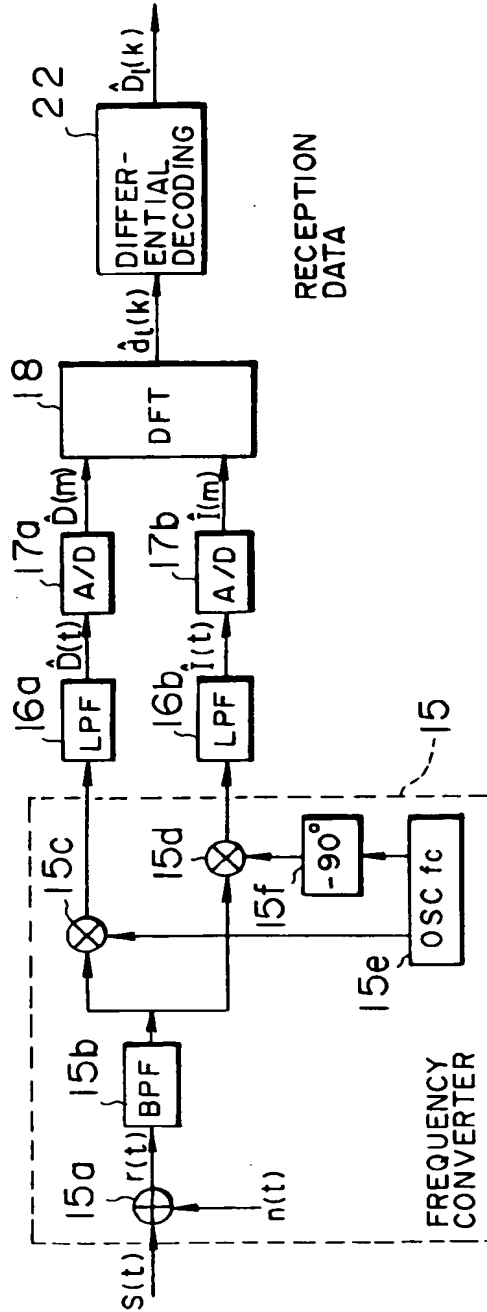 S(t)
15a
r(t)
n(t)
15b
BPF
15c
15d
15f
-90°
15e
OSC fc
15
FREQUENCY
CONVERTER
16a
LPF
D̂(t)
17a
A/D
D̂(m)
16b
LPF
Î(t)
17b
A/D
Î(m)
18
DFT
d̂ₗ(k)
22
DIFFER-
ENTIAL
DECODING
D̂ₗ(k)
RECEPTION
DATA